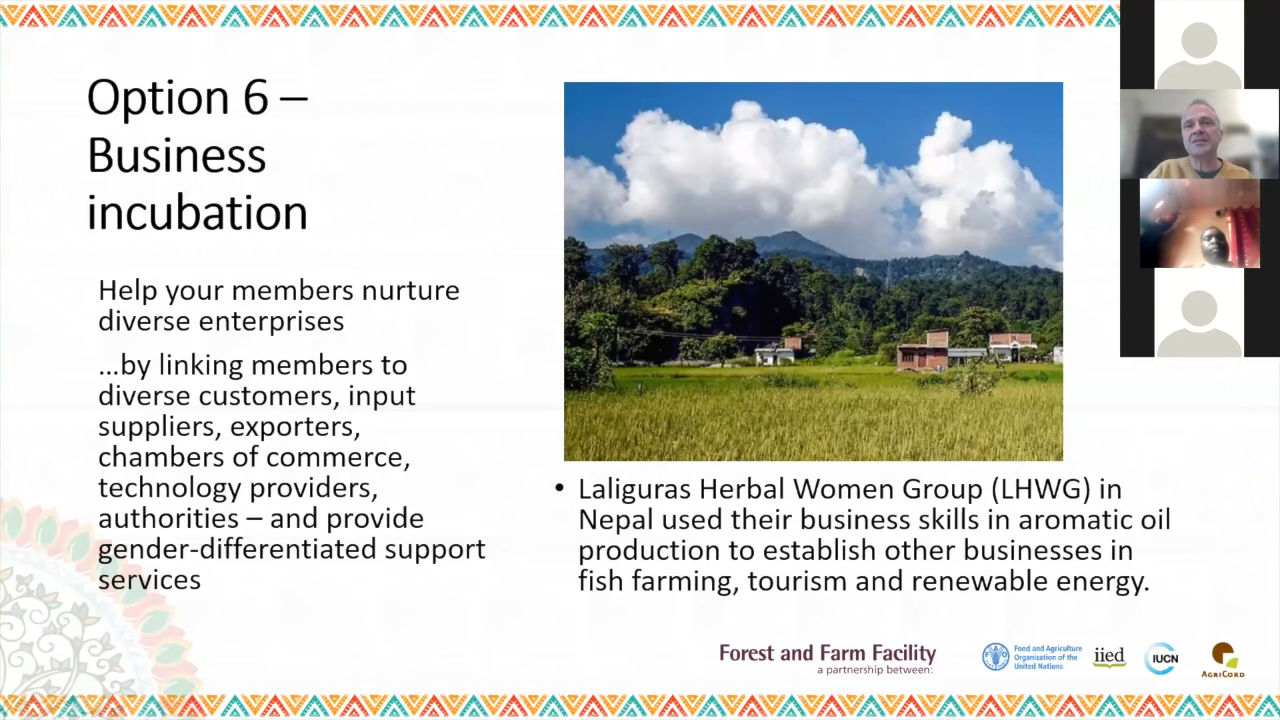 Option 6 –
Business
incubation
Help your members nurture
diverse enterprises
...by linking members to
diverse customers, input
suppliers, exporters,
chambers of commerce,
technology providers,
authorities – and provide
gender-differentiated support
services
• Laliguras Herbal Women Group (LHWG) in
Nepal used their business skills in aromatic oil
production to establish other businesses in
fish farming, tourism and renewable energy.
Forest and Farm Facility
a partnership between:
Food and Agriculture
Organization of the
United Nations
iied
IUCN
AGRICORD